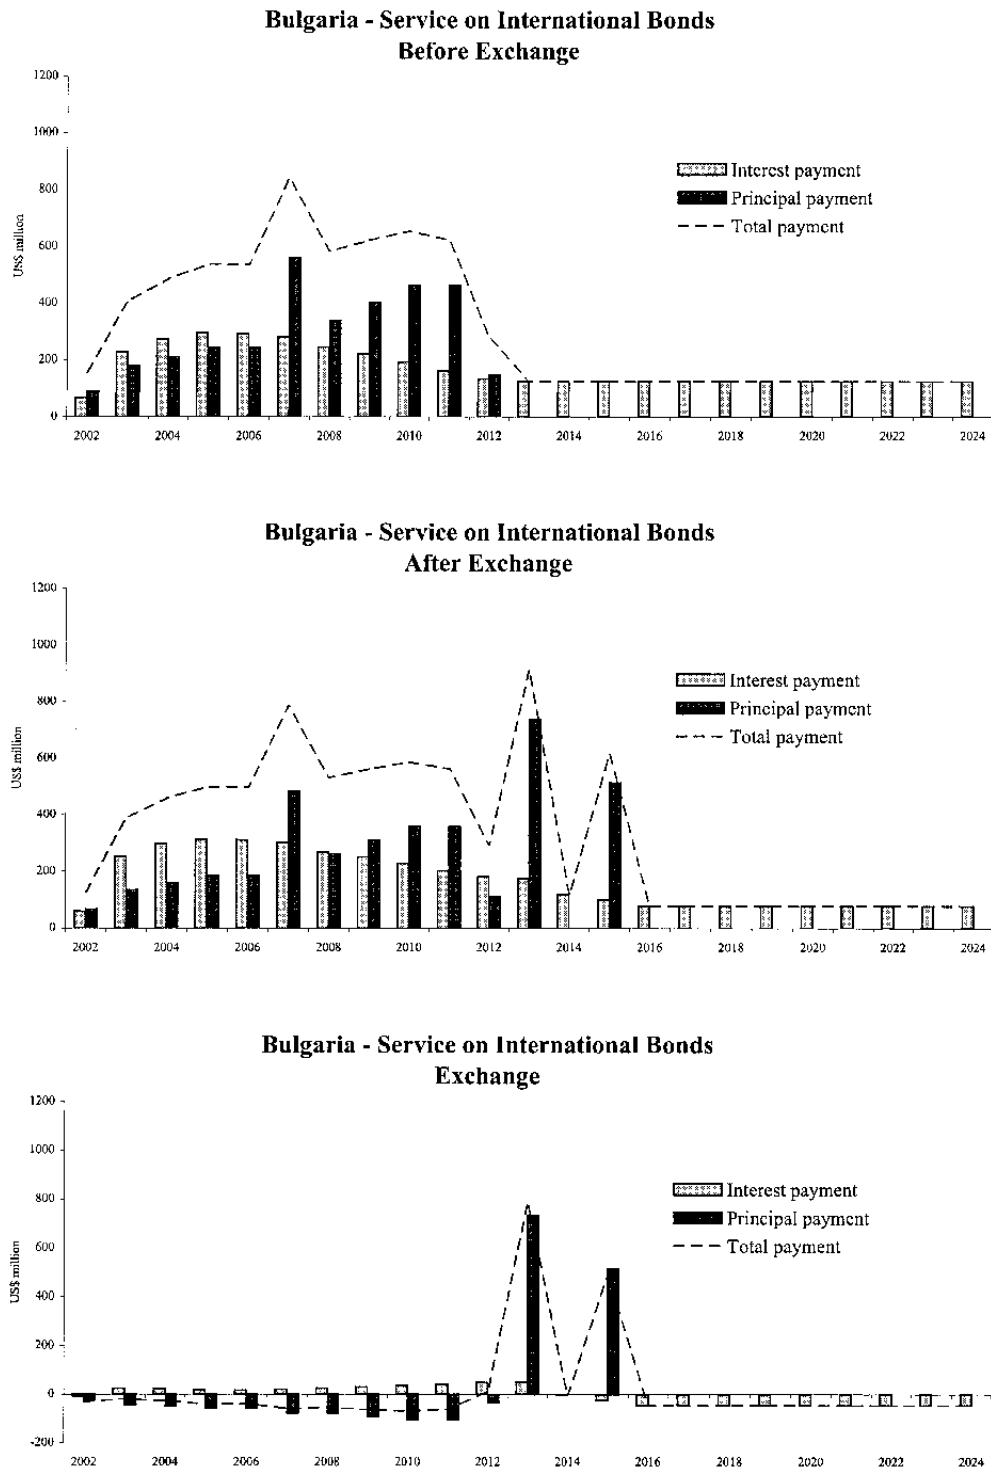 Bulgaria - Service on International Bonds
Before Exchange
1200
1000
800
600
400
200
0
US$ million
Interest payment
Principal payment
Total payment
2002 2004 2006 2008 2010 2012 2014 2016 2018 2020 2022 2024
Bulgaria - Service on International Bonds
After Exchange
1200
1000
800
600
400
200
0
US$ million
Interest payment
Principal payment
Total payment
2002 2004 2006 2008 2010 2012 2014 2016 2018 2020 2022 2024
Bulgaria - Service on International Bonds
Exchange
1200
1000
800
600
400
200
0
-200
US$ million
Interest payment
Principal payment
Total payment
2002 2004 2006 2008 2010 2012 2014 2016 2018 2020 2022 2024